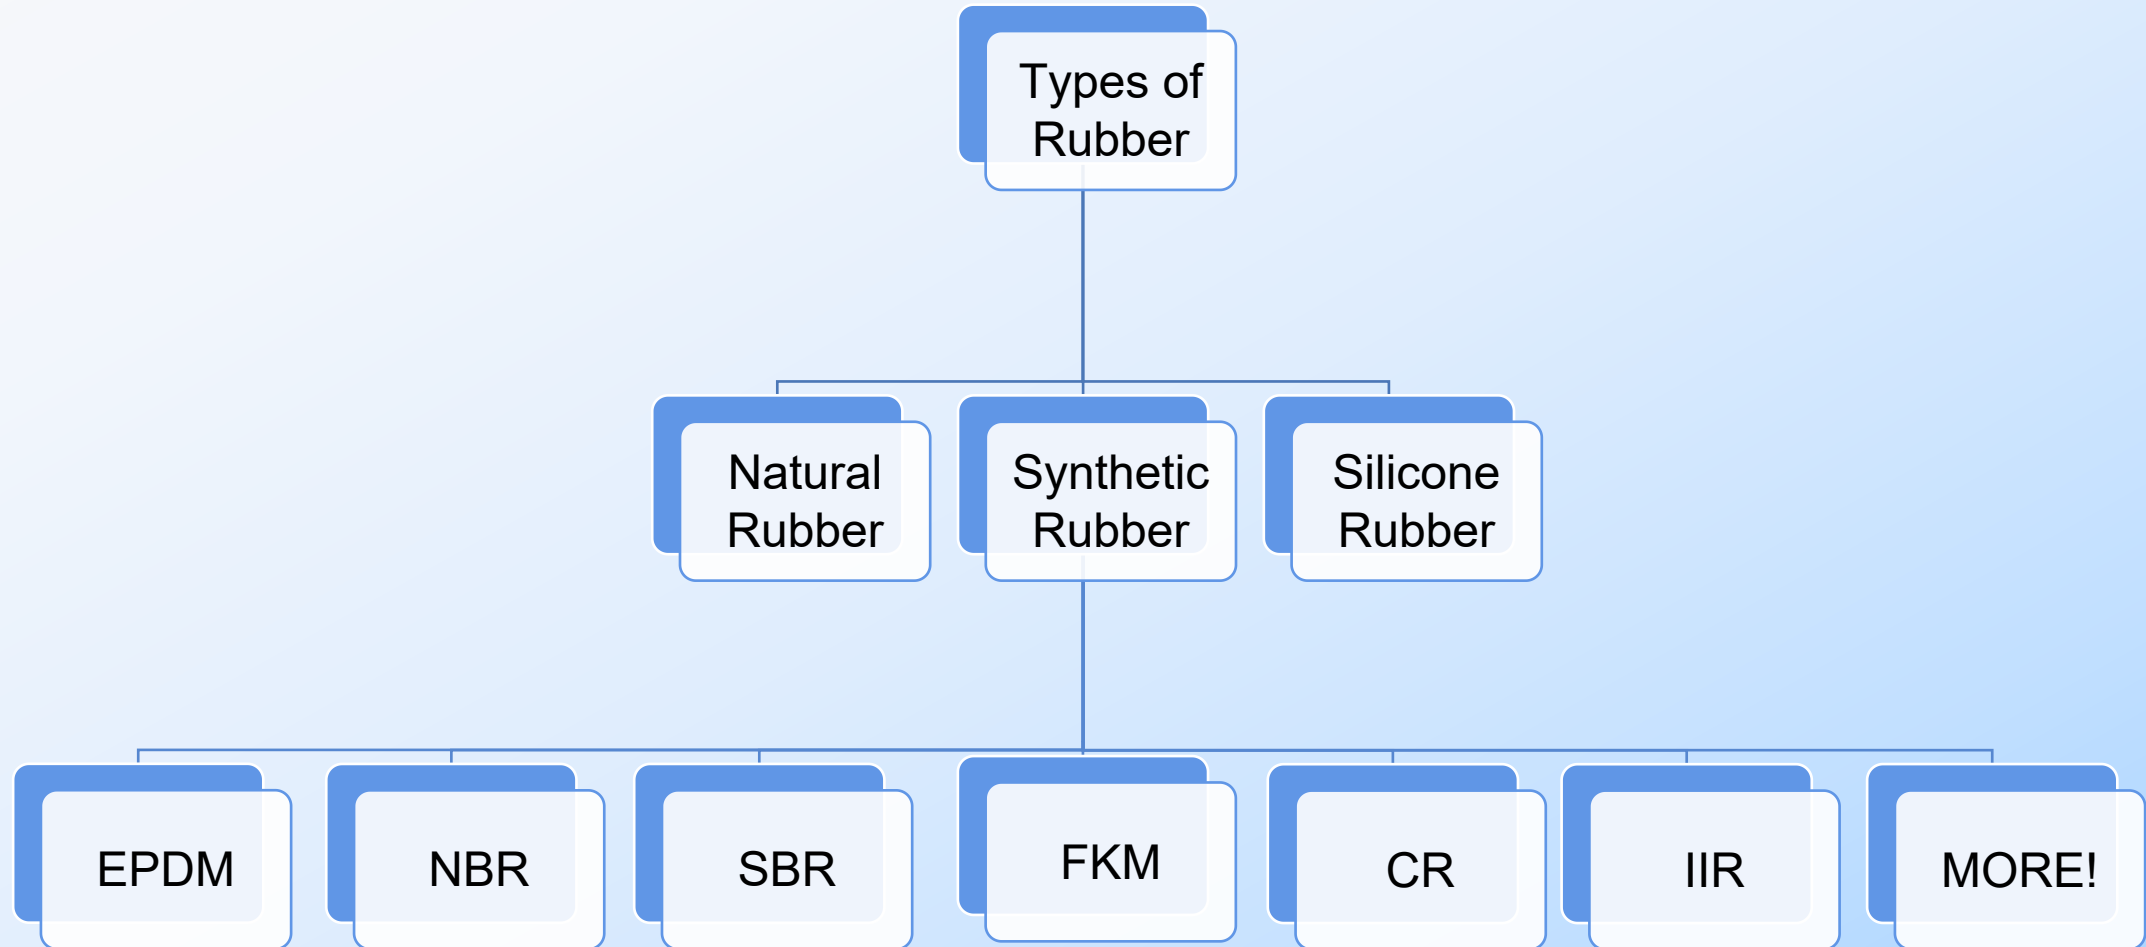 Types of
Rubber
Natural
Rubber
Synthetic
Rubber
Silicone
Rubber
EPDM
NBR
SBR
FKM
CR
IIR
MORE!